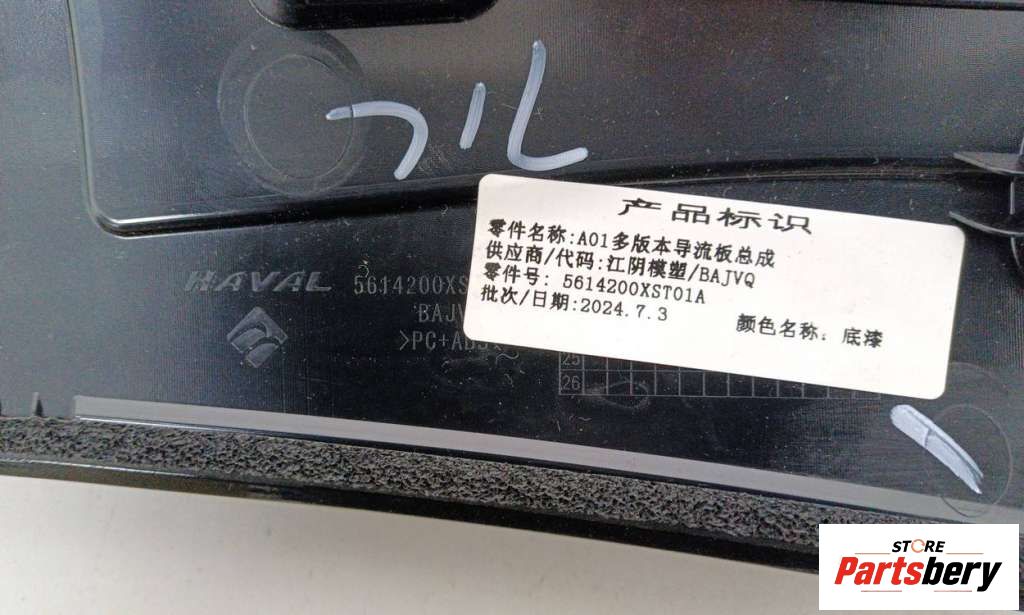 产品标识
零件名称:A01多版本导流板总成
供应商/代码:江阴模塑/BAJVQ
零件号: 5614200XST01A
批次/日期:2024.7.3
颜色名称: 底漆
HAVAL
5614200XS
BAJV
>PC+ABS
25
26
STORE
Partsbery